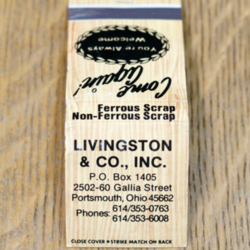 You're Always
Welcome
Come
Again!
Ferrous Scrap
Non-Ferrous Scrap
LIVINGSTON
& CO., INC.
P.O. Box 1405
2502-60 Gallia Street
Portsmouth, Ohio 45662
Phones: 614/353-0763
614/353-6008
CLOSE COVER • STRIKE MATCH ON BACK